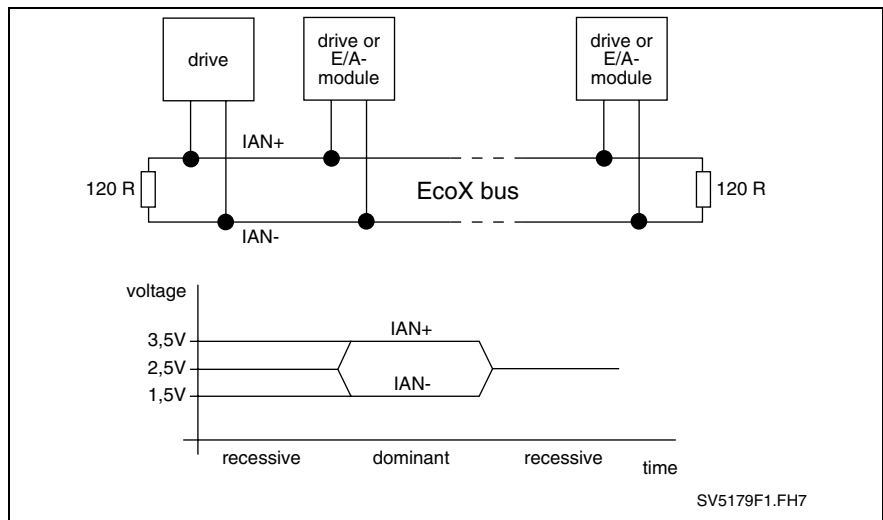 drive
drive or
E/A-
module
drive or
E/A-
module
IAN+
120 R
EcoX bus
120 R
IAN-
voltage
3,5V
IAN+
2,5V
1,5V
IAN-
recessive
dominant
recessive
time
SV5179F1.FH7